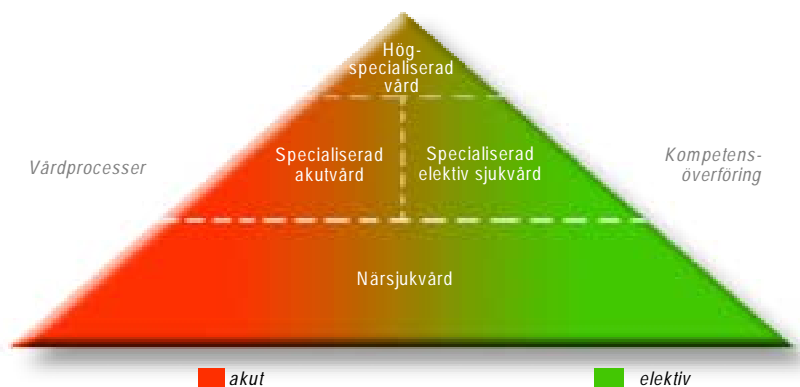 Hög-
specialiserad
vård
Specialiserad
akutvård
Specialiserad
elektiv sjukvård
Vårdprocesser
Kompetens-
överföring
Närsjukvård
akut
elektiv